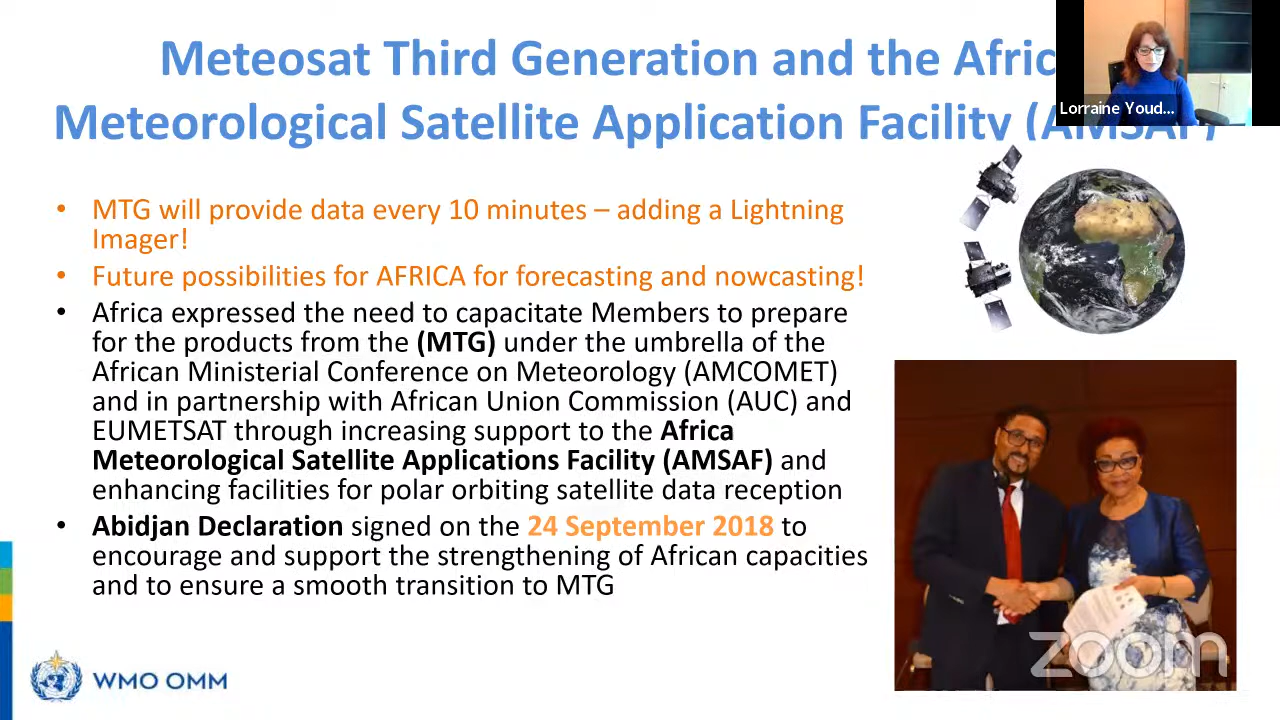 Meteosat Third Generation and the Afric
Meteorological Satellite Application Facility (AMSAF)
Lorraine Youd...
• MTG will provide data every 10 minutes – adding a Lightning
Imager!
• Future possibilities for AFRICA for forecasting and nowcasting!
• Africa expressed the need to capacitate Members to prepare
for the products from the (MTG) under the umbrella of the
African Ministerial Conference on Meteorology (AMCOMET)
and in partnership with African Union Commission (AUC) and
EUMETSAT through increasing support to the Africa
Meteorological Satellite Applications Facility (AMSAF) and
enhancing facilities for polar orbiting satellite data reception
• Abidjan Declaration signed on the 24 September 2018 to
encourage and support the strengthening of African capacities
and to ensure a smooth transition to MTG
zoom
WMO OMM